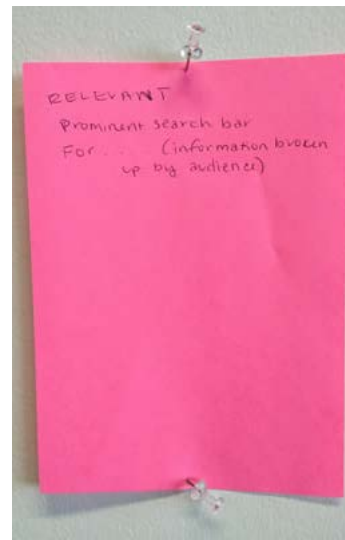 RELEVANT
Prominent search bar
For . . . . (information broken
up by audience)